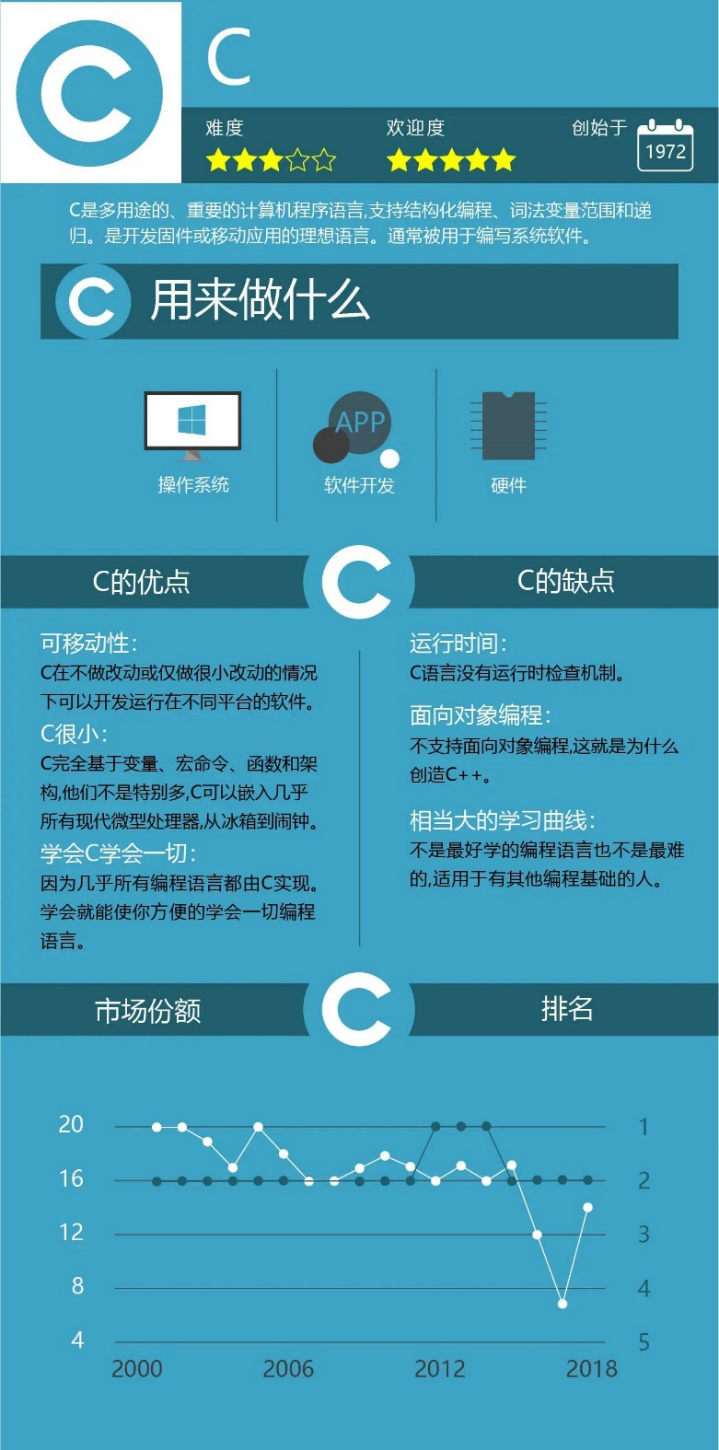 C
C
难度
欢迎度
创始于
1972
C是多用途的、重要的计算机程序语言,支持结构化编程、词法变量范围和递
归。是开发固件或移动应用的理想语言。通常被用于编写系统软件。
C
用来做什么
APP
操作系统
软件开发
硬件
C的优点
C
C的缺点
可移动性:
C在不做改动或仅做很小改动的情况
下可以开发运行在不同平台的软件。
C很小:
C完全基于变量、宏命令、函数和架
构,他们不是特别多,C可以嵌入几乎
所有现代微型处理器,从冰箱到闹钟。
学会C学会一切:
因为几乎所有编程语言都由C实现。
学会就能使你方便的学会一切编程
语言。
运行时间:
C语言没有运行时检查机制。
面向对象编程:
不支持面向对象编程,这就是为什么
创造C++。
相当大的学习曲线:
不是最好学的编程语言也不是最难
的,适用于有其他编程基础的人。
市场份额
C
排名
20
16
12
8
4
1
2
3
4
5
2000
2006
2012
2018